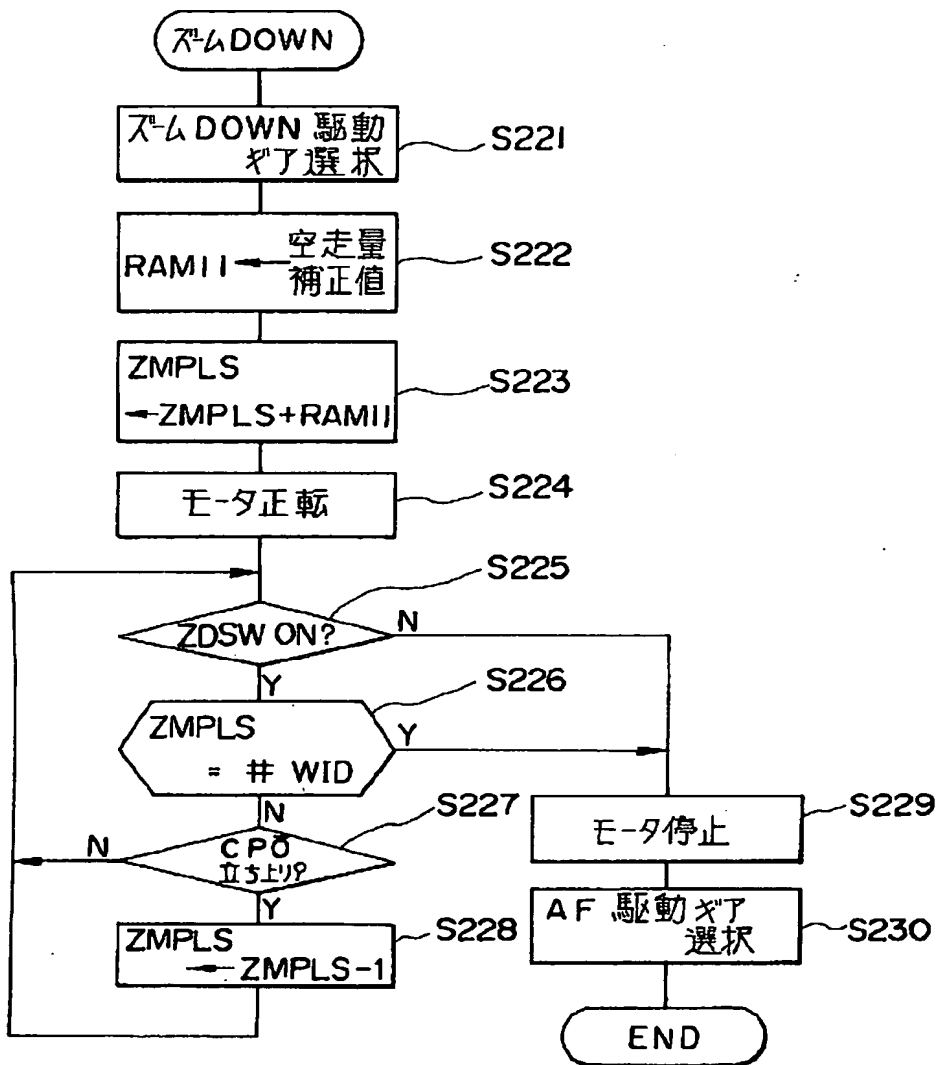 ズームDOWN
ズームDOWN 駆動
ギア選択
S221
RAM11 ← 空走量
補正値
S222
ZMPLS
←ZMPLS+RAM11
S223
モータ正転
S224
S225
ZDSW ON?
N
Y
S226
ZMPLS
= # WID
Y
N
S227
CPO
立ち上り?
N
Y
ZMPLS
← ZMPLS-1
S228
モータ停止
S229
AF 駆動ギア
選択
S230
END